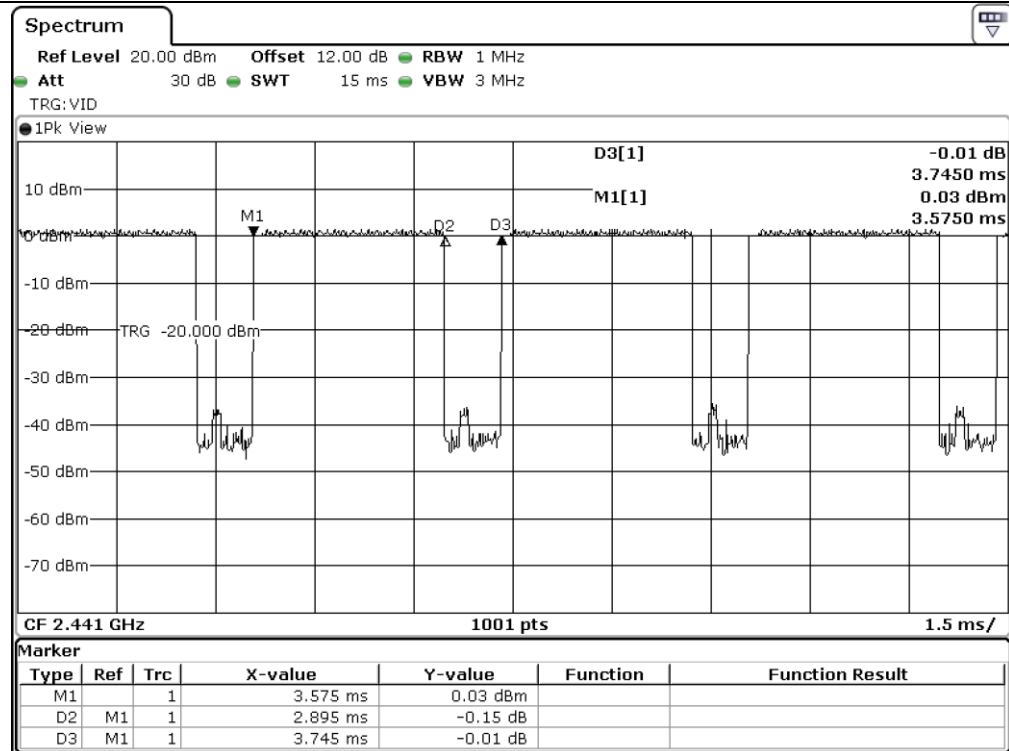 Spectrum
Ref Level 20.00 dBm Offset 12.00 dB RBW 1 MHz
Att 30 dB SWT 15 ms VBW 3 MHz
TRG:VID
1Pk View
D3[1] -0.01 dB
3.7450 ms
10 dBm
M1[1] 0.03 dBm
3.5750 ms
M1
D2
D3
0 dBm
-10 dBm
-20 dBm
TRG -20.000 dBm
-30 dBm
-40 dBm
-50 dBm
-60 dBm
-70 dBm
CF 2.441 GHz 1001 pts 1.5 ms/
Marker
Type Ref Trc X-value Y-value Function Function Result
M1 1 3.575 ms 0.03 dBm
D2 M1 1 2.895 ms -0.15 dB
D3 M1 1 3.745 ms -0.01 dB